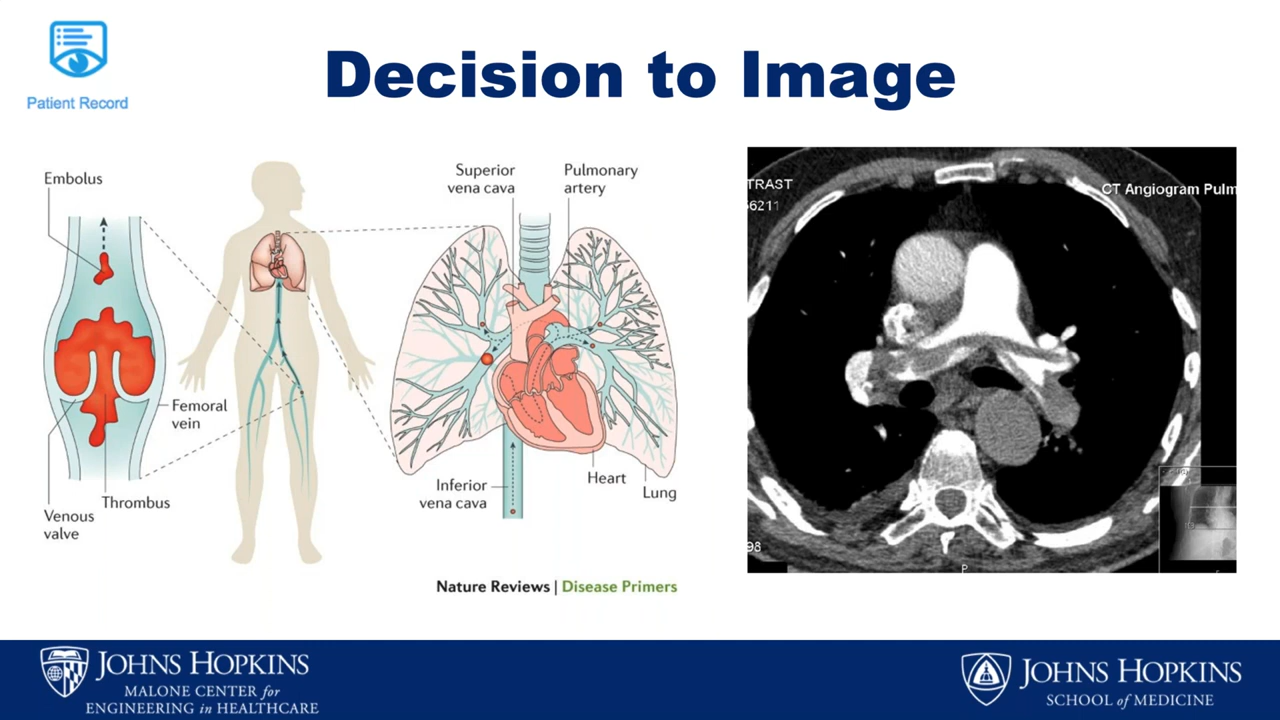 Patient Record
Decision to Image
Embolus
Femoral
vein
Thrombus
Venous
valve
Superior
vena cava
Pulmonary
artery
Inferior
vena cava
Heart
Lung
Nature Reviews | Disease Primers
TRAST
56211
CT Angiogram Pulm
98
P
JOHNS HOPKINS
MALONE CENTER for
ENGINEERING in HEALTHCARE
JOHNS HOPKINS
SCHOOL of MEDICINE